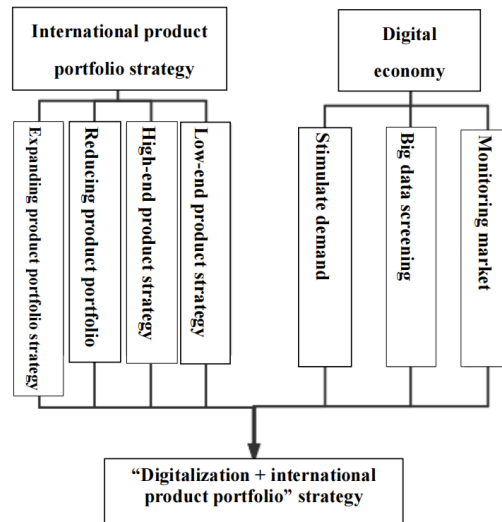 International product
portfolio strategy
Digital
economy
Expanding product portfolio strategy
Reducing product portfolio
High-end product strategy
Low-end product strategy
Stimulate demand
Big data screening
Monitoring market
“Digitalization + international
product portfolio” strategy